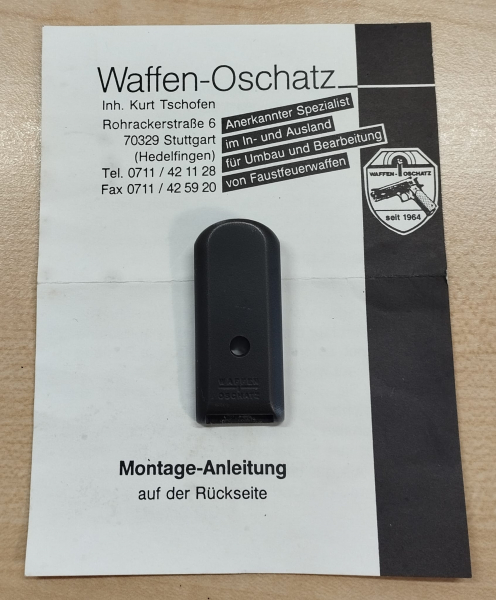 Waffen-Oschatz
Inh. Kurt Tschofen
Rohrackerstraße 6
70329 Stuttgart
(Hedelfingen)
Tel. 0711 / 42 11 28
Fax 0711 / 42 59 20
Anerkannter Spezialist
im In- und Ausland
für Umbau und Bearbeitung
von Faustfeuerwaffen
WAFFEN-OSCHATZ
seit 1964
WAFFEN
OSCHATZ
Montage-Anleitung
auf der Rückseite